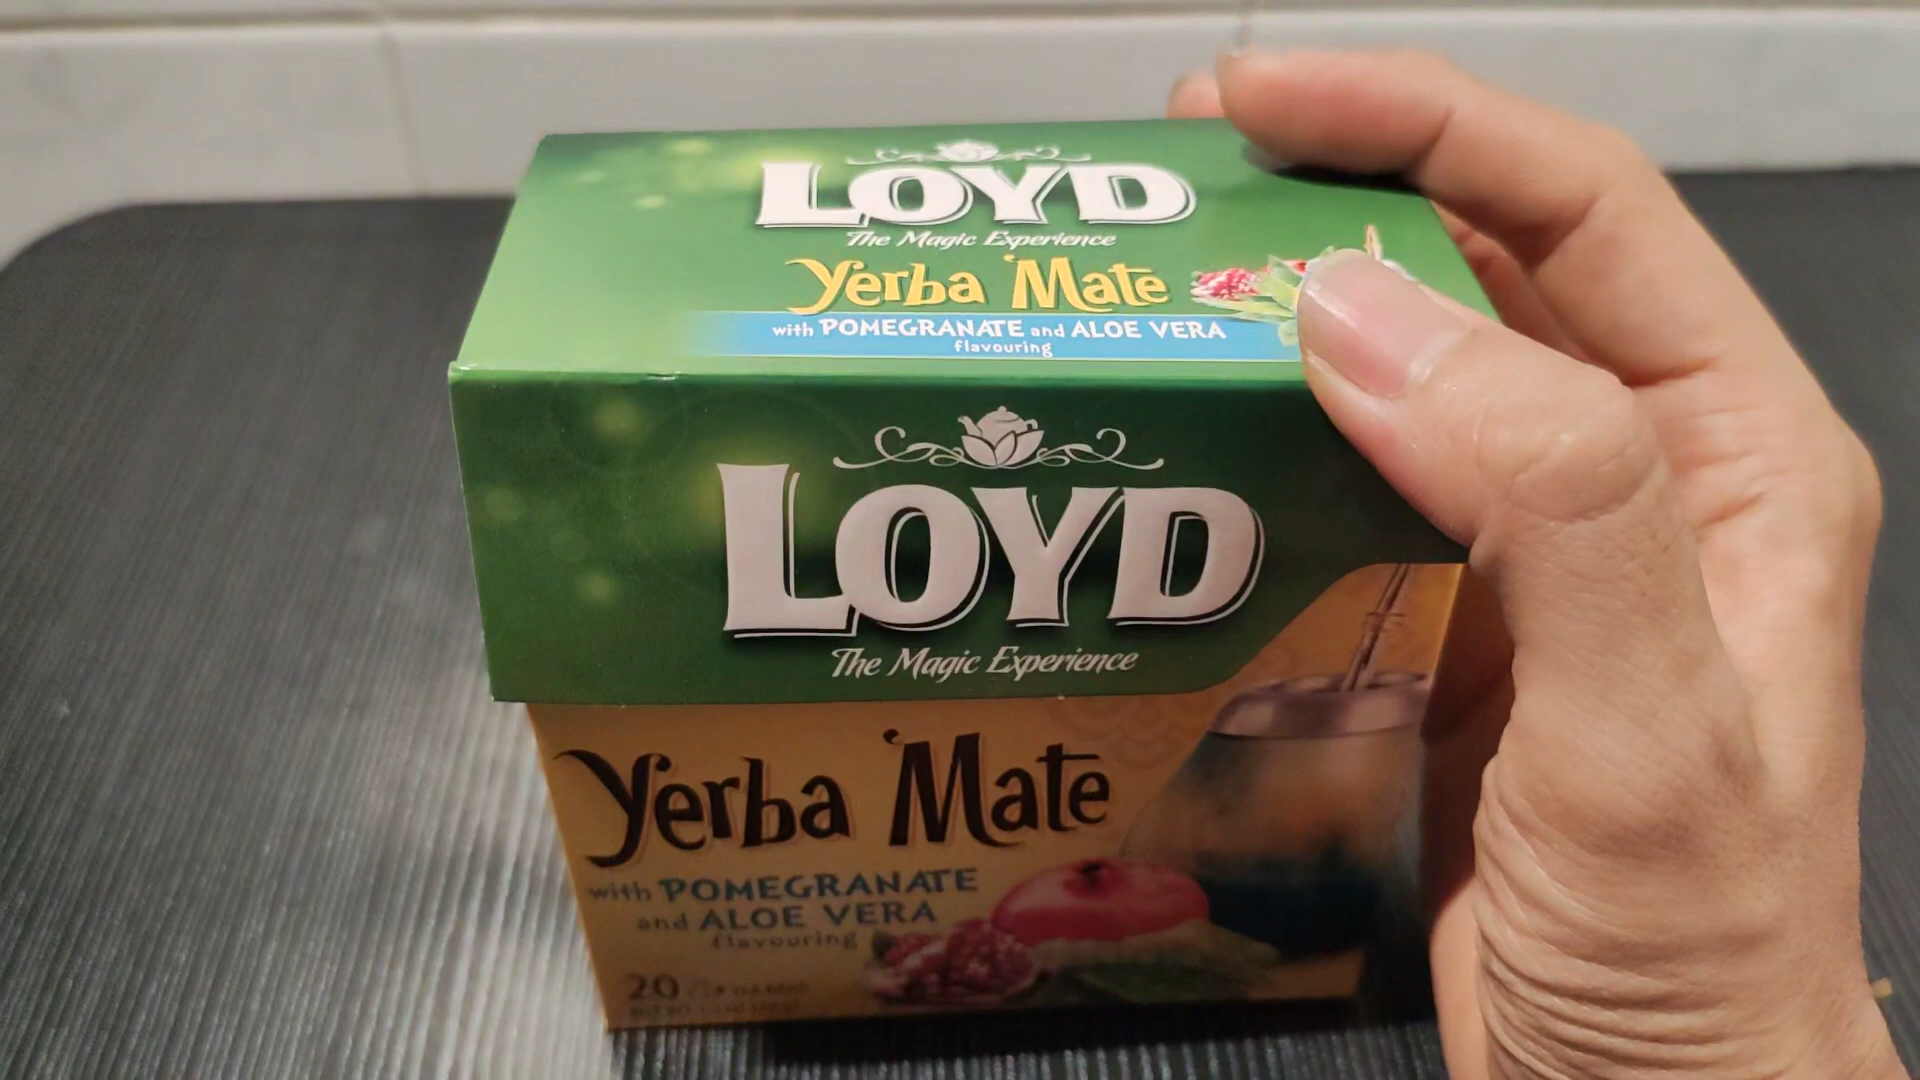 LOYD
The Magic Experience
Yerba Mate
with POMEGRANATE and ALOE VERA
flavouring
LOYD
The Magic Experience
Yerba Mate
with POMEGRANATE
and ALOE VERA
flavouring
20